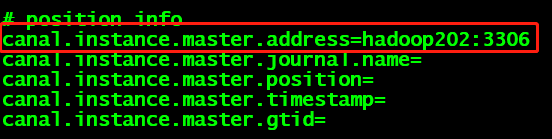 # position info
canal.instance.master.address=hadoop202:3306
canal.instance.master.journal.name=
canal.instance.master.position=
canal.instance.master.timestamp=
canal.instance.master.gtid=